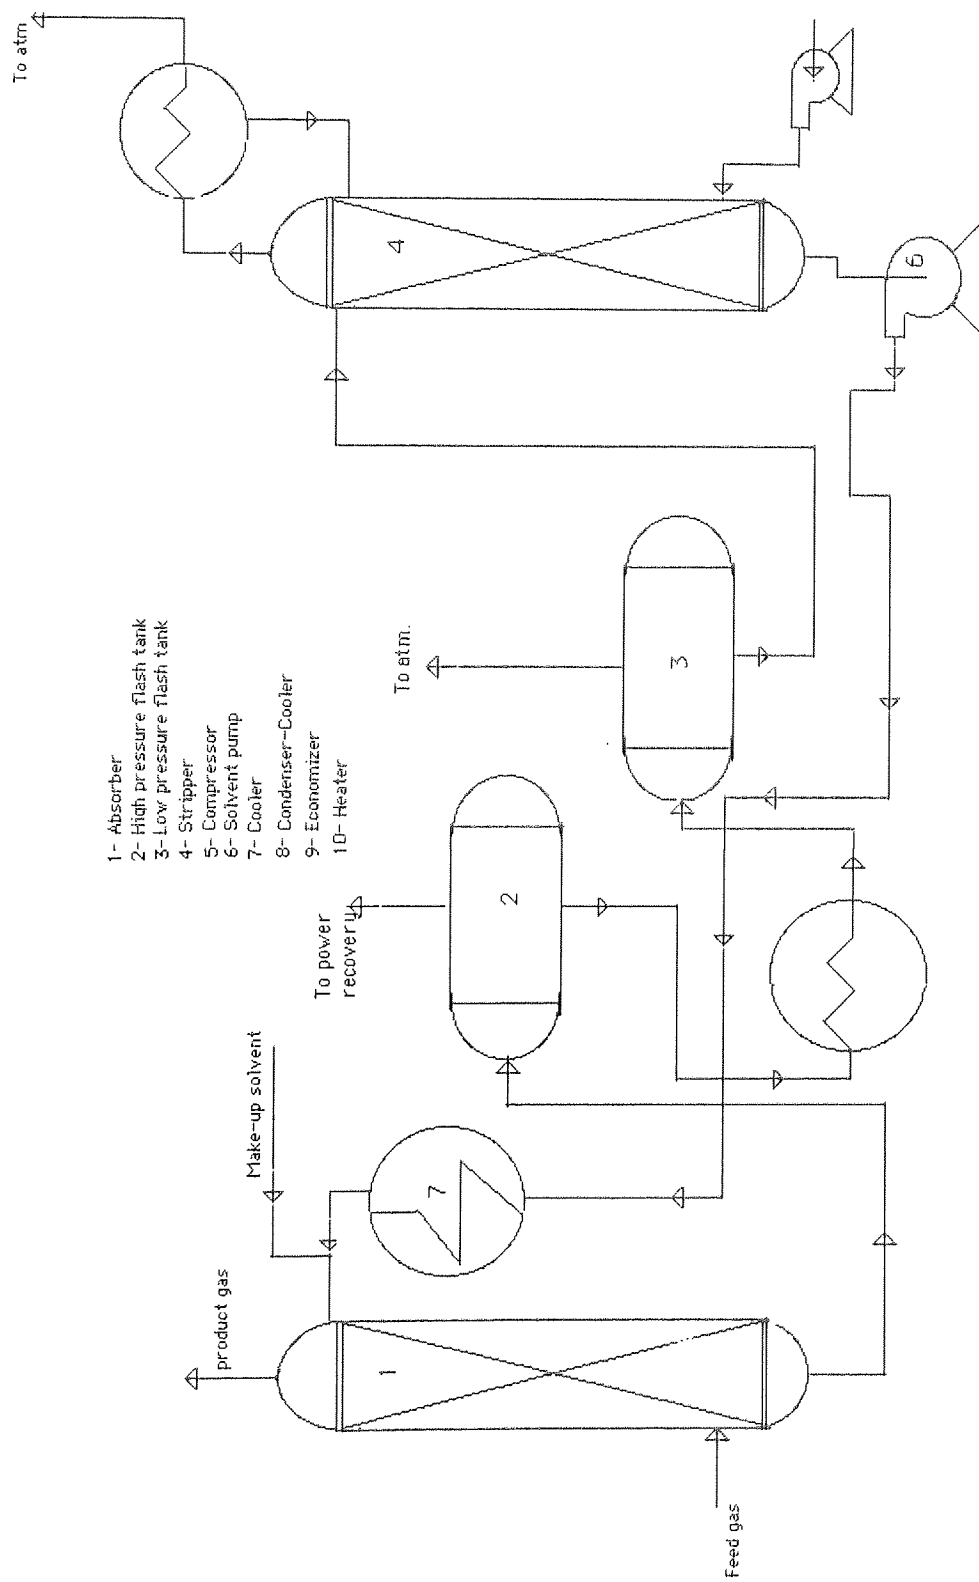 To atm
4
6
1- Absorber
2- High pressure flash tank
3- Low pressure flash tank
4- Stripper
5- Compressor
6- Solvent pump
7- Cooler
8- Condenser-Cooler
9- Economizer
10- Heater
To atm.
3
To power
recovery
2
Make-up solvent
7
product gas
1
Feed gas